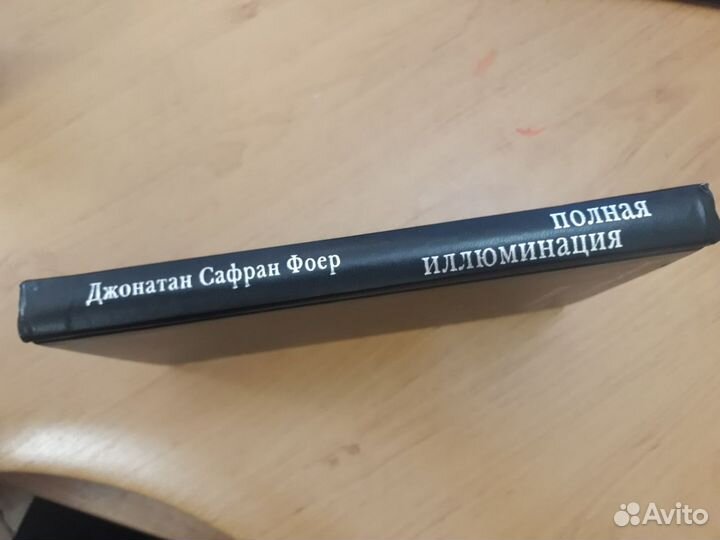 Джонатан Сафран Фоер
полная
иллюминация
Avito